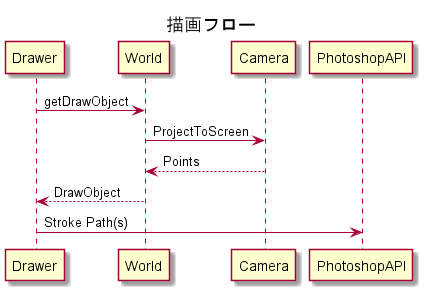 描画フロー
Drawer World Camera PhotoshopAPI
getDrawObject
ProjectToScreen
Points
DrawObject
Stroke Path(s)
Drawer World Camera PhotoshopAPI